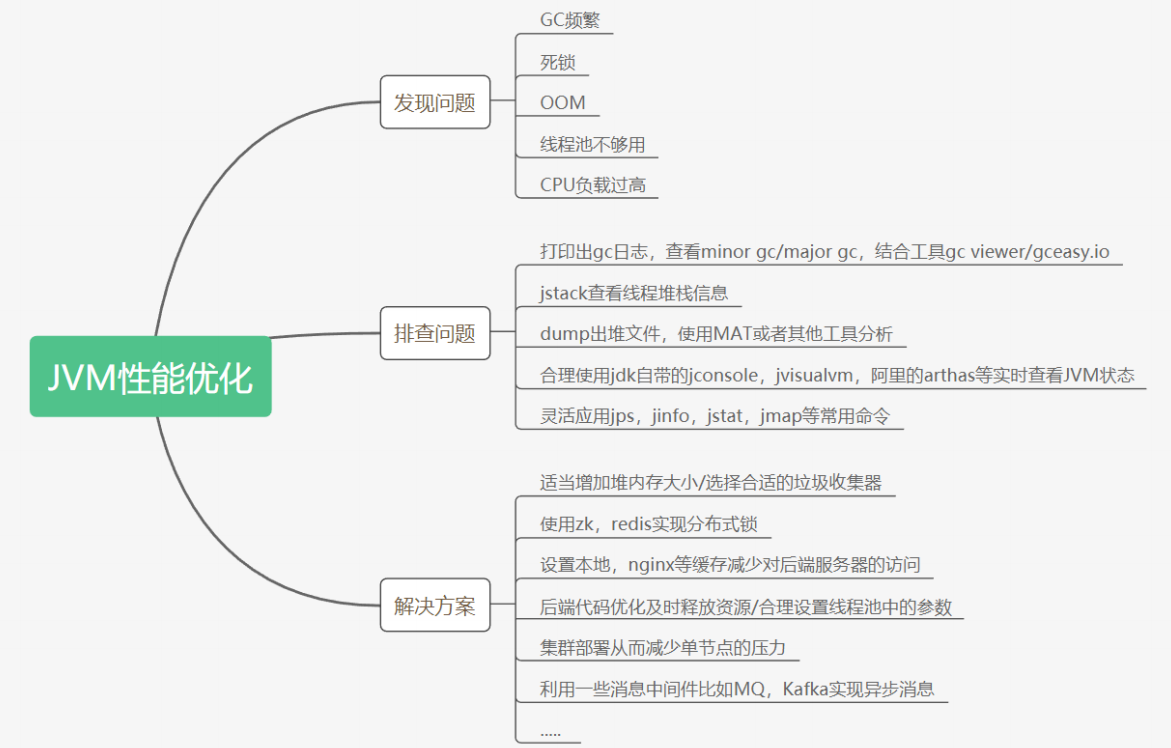 JVM性能优化
发现问题
GC频繁
死锁
OOM
线程池不够用
CPU负载过高
排查问题
打印出gc日志，查看minor gc/major gc，结合工具gc viewer/gceasy.io
jstack查看线程堆栈信息
dump出堆文件，使用MAT或者其他工具分析
合理使用jdk自带的jconsole，jvisualvm，阿里的arthas等实时查看JVM状态
灵活应用jps，jinfo，jstat，jmap等常用命令
解决方案
适当增加堆内存大小/选择合适的垃圾收集器
使用zk，redis实现分布式锁
设置本地，nginx等缓存减少对后端服务器的访问
后端代码优化及时释放资源/合理设置线程池中的参数
集群部署从而减少单节点的压力
利用一些消息中间件比如MQ，Kafka实现异步消息
.....